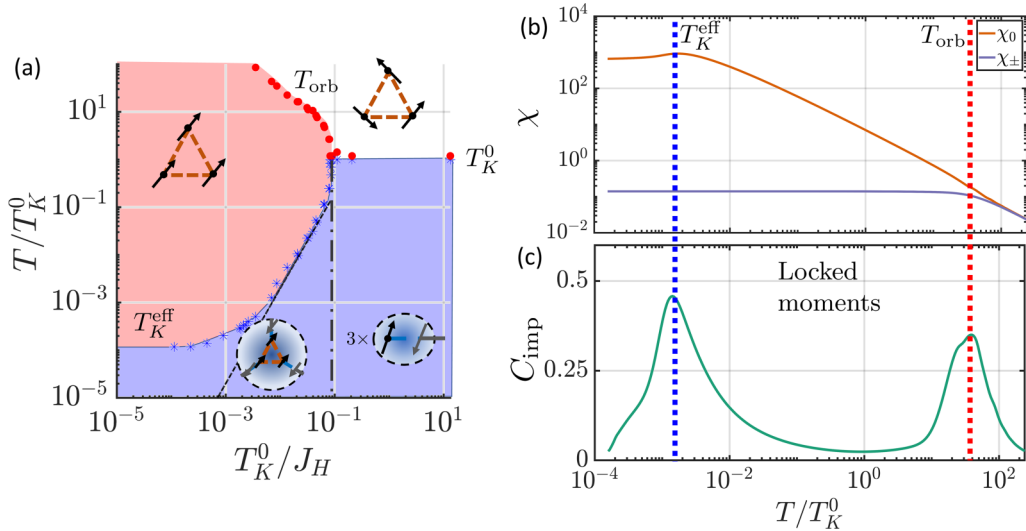 (a)
T_orb
10^1
T_K^0
10^-1
T/T_K^0
10^-3
T_K^eff
3×
10^-5
10^-5
10^-3
10^-1
10^1
T_K^0/J_H
(b)
10^4
T_K^eff
T_orb
χ_0
χ_±
10^2
χ
10^0
10^-2
(c)
0.5
Locked
moments
C_imp
0.25
0
10^-4
10^-2
10^0
10^2
T/T_K^0